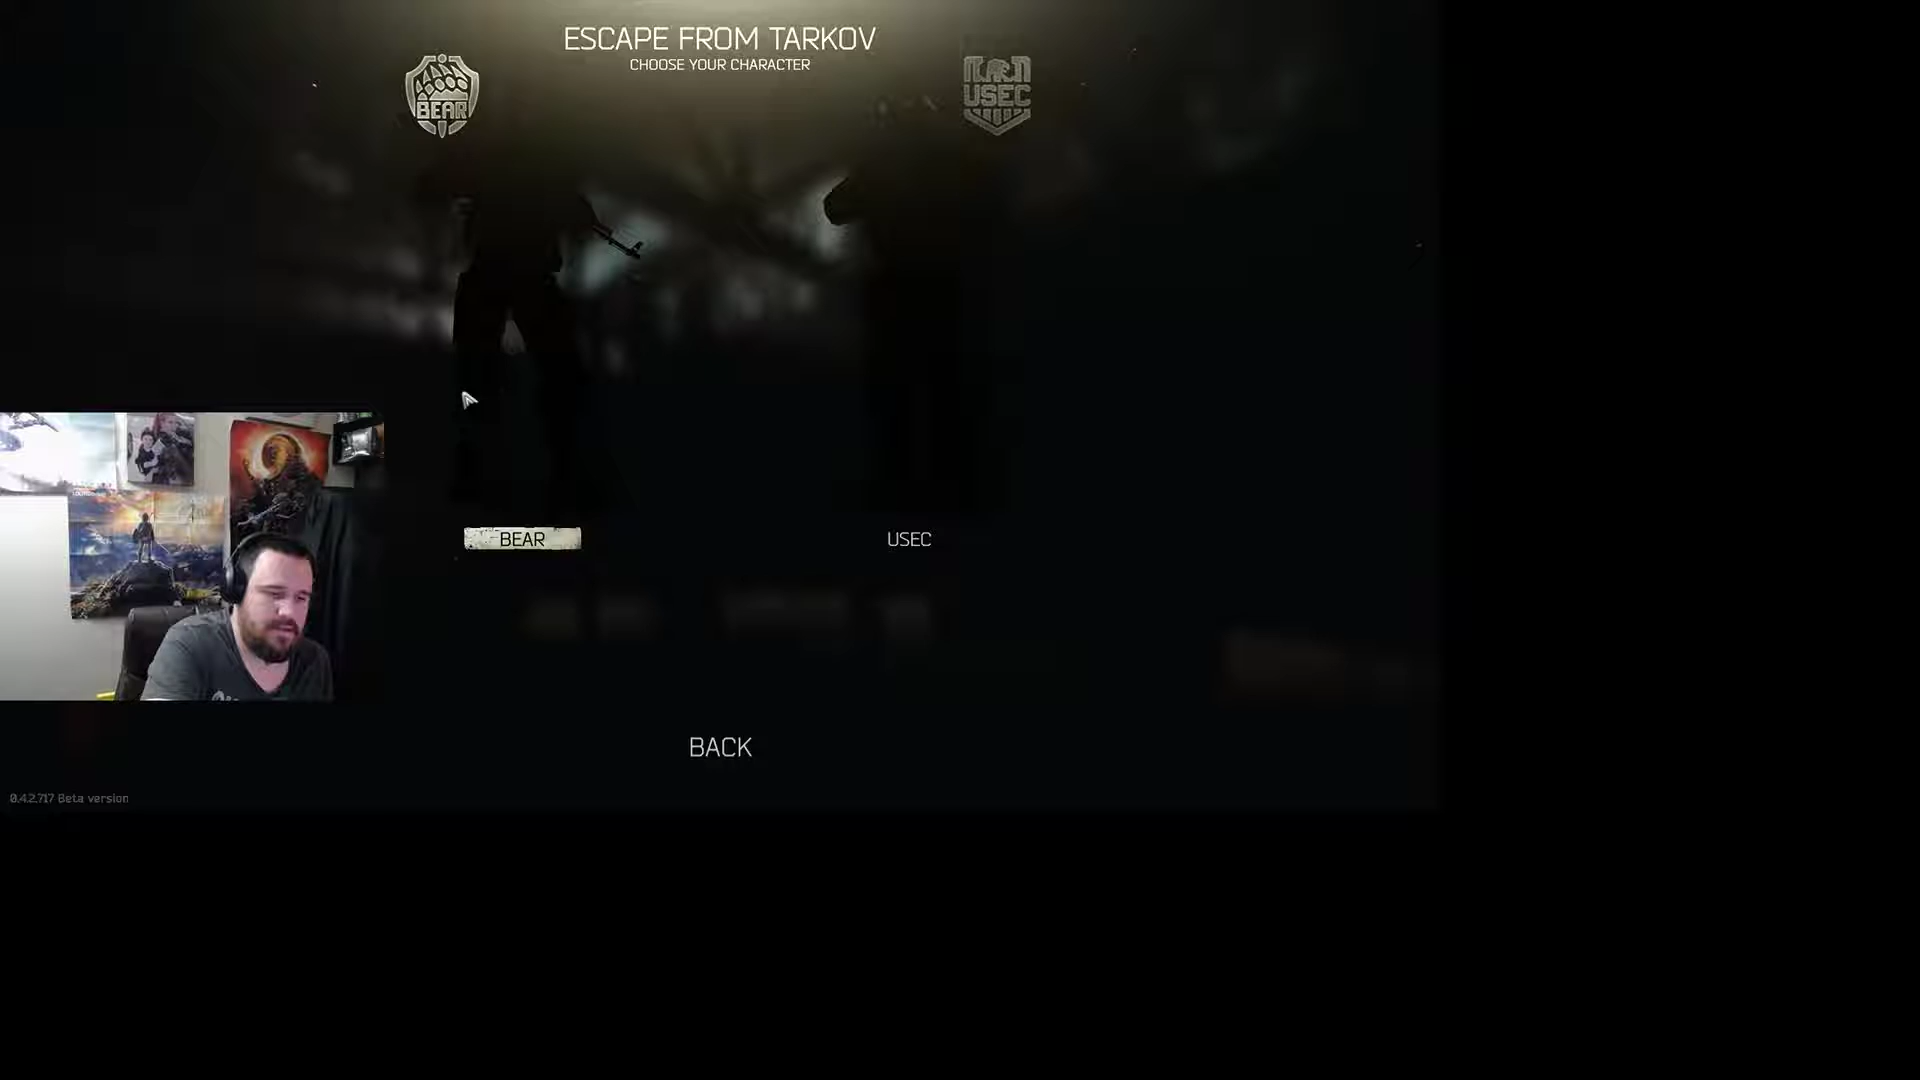 ESCAPE FROM TARKOV
CHOOSE YOUR CHARACTER
BEAR
USEC
BEAR
USEC
BACK
0.4.2.717 Beta version